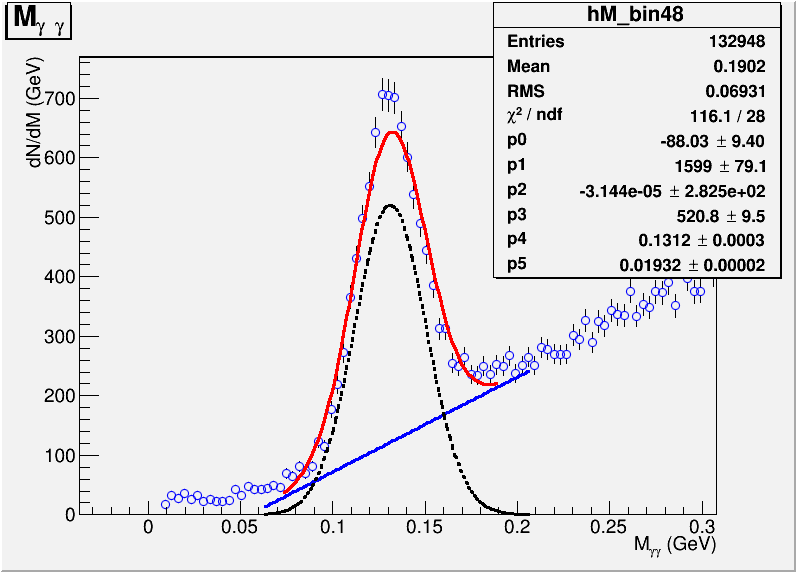 Mγ γ
hM_bin48
Entries 132948
Mean 0.1902
RMS 0.06931
χ² / ndf 116.1 / 28
p0 -88.03 ± 9.40
p1 1599 ± 79.1
p2 -3.144e-05 ± 2.825e+02
p3 520.8 ± 9.5
p4 0.1312 ± 0.0003
p5 0.01932 ± 0.00002
dN/dM (GeV)
700
600
500
400
300
200
100
0
0 0.05 0.1 0.15 0.2 0.25 0.3
Mγγ (GeV)